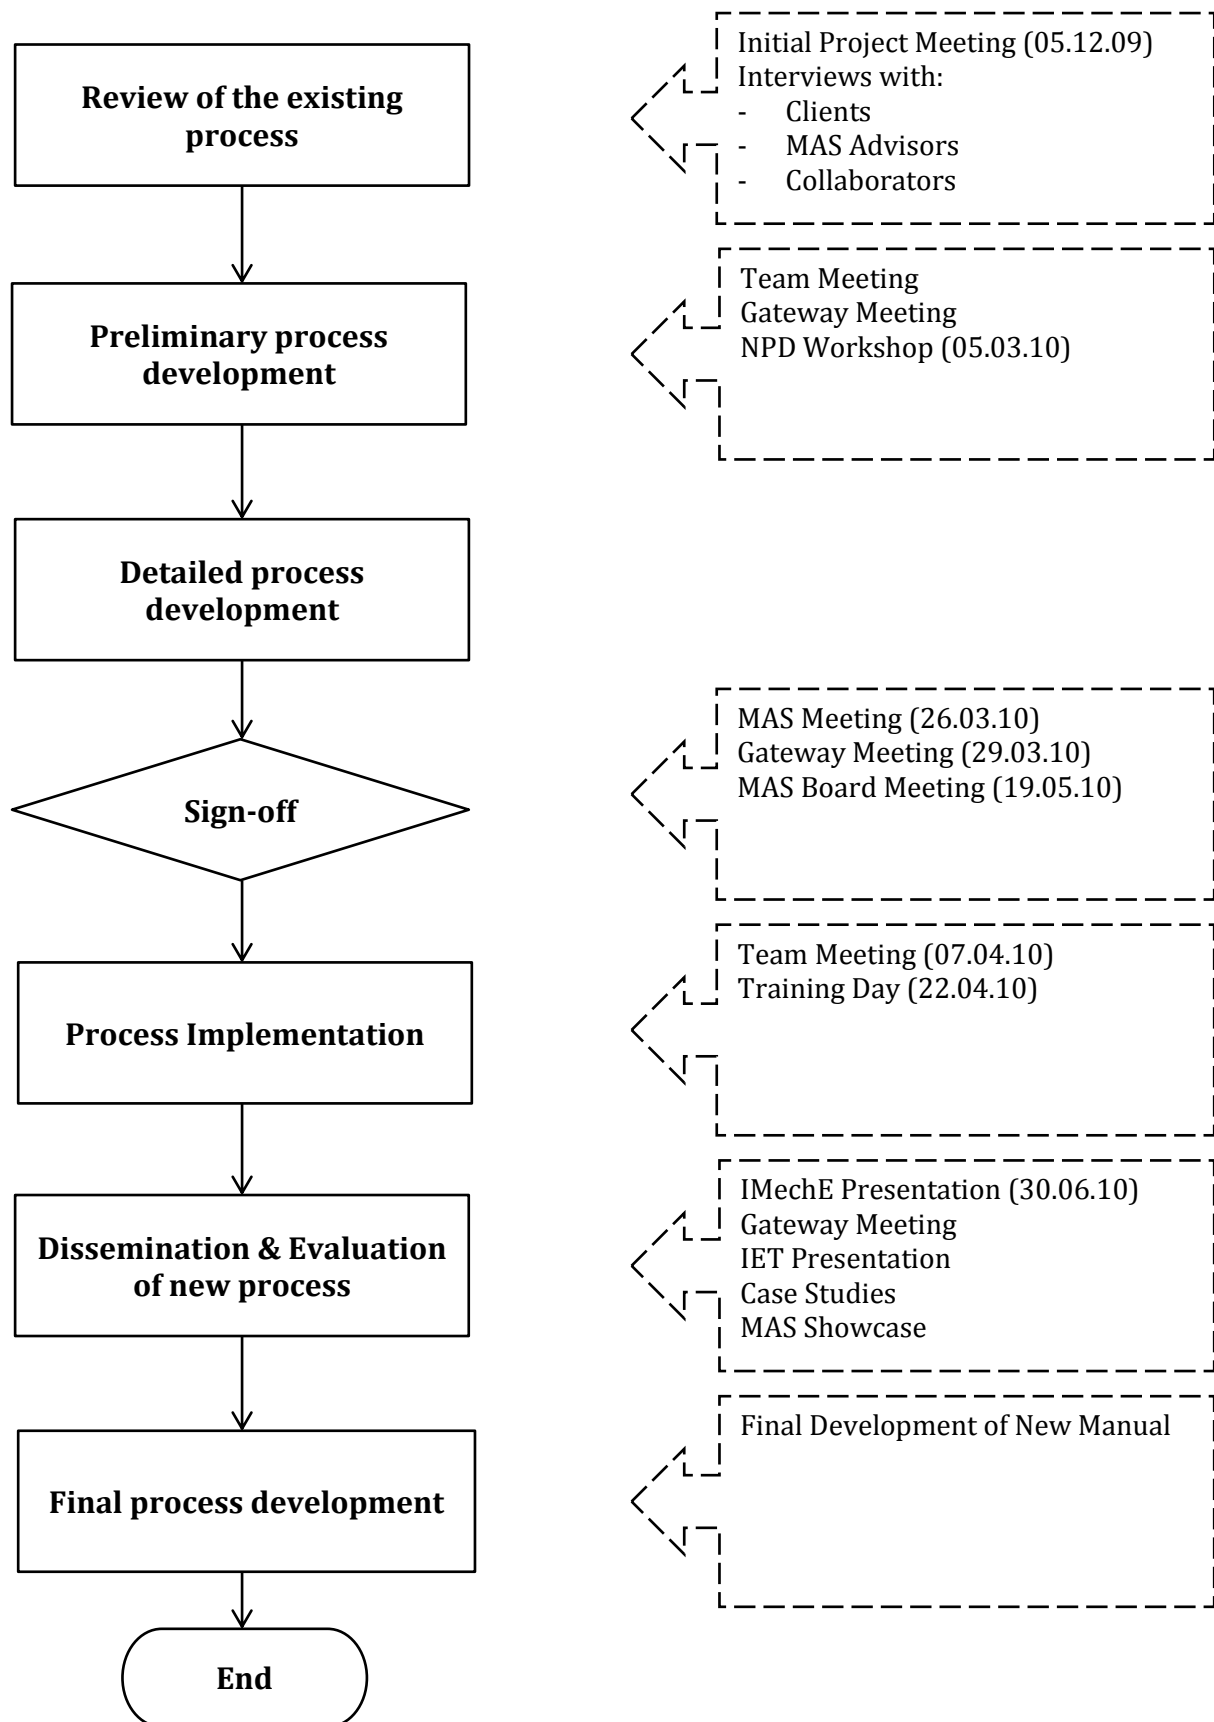 Review of the existing
process
Initial Project Meeting (05.12.09)
Interviews with:
- Clients
- MAS Advisors
- Collaborators
Preliminary process
development
Team Meeting
Gateway Meeting
NPD Workshop (05.03.10)
Detailed process
development
Sign-off
MAS Meeting (26.03.10)
Gateway Meeting (29.03.10)
MAS Board Meeting (19.05.10)
Process Implementation
Team Meeting (07.04.10)
Training Day (22.04.10)
Dissemination & Evaluation
of new process
IMechE Presentation (30.06.10)
Gateway Meeting
IET Presentation
Case Studies
MAS Showcase
Final process development
Final Development of New Manual
End